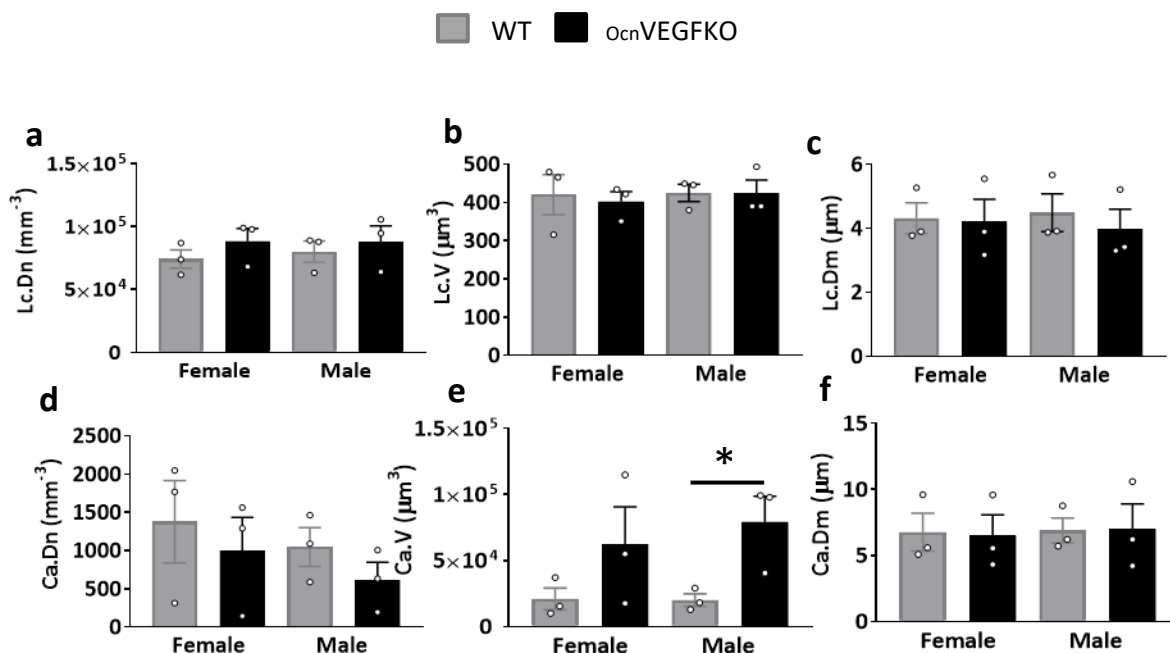 WT OcnVEGFKO
a
Lc.Dn (mm⁻³)
1.5×10⁵
1×10⁵
5×10⁴
0
Female Male
b
Lc.V (μm³)
500
400
300
200
100
0
Female Male
c
Lc.Dm (μm)
6
4
2
0
Female Male
d
Ca.Dn (mm⁻³)
2500
2000
1500
1000
500
0
Female Male
e
Ca.V (μm³)
1.5×10⁵
1×10⁵
5×10⁴
0
*
Female Male
f
Ca.Dm (μm)
15
10
5
0
Female Male